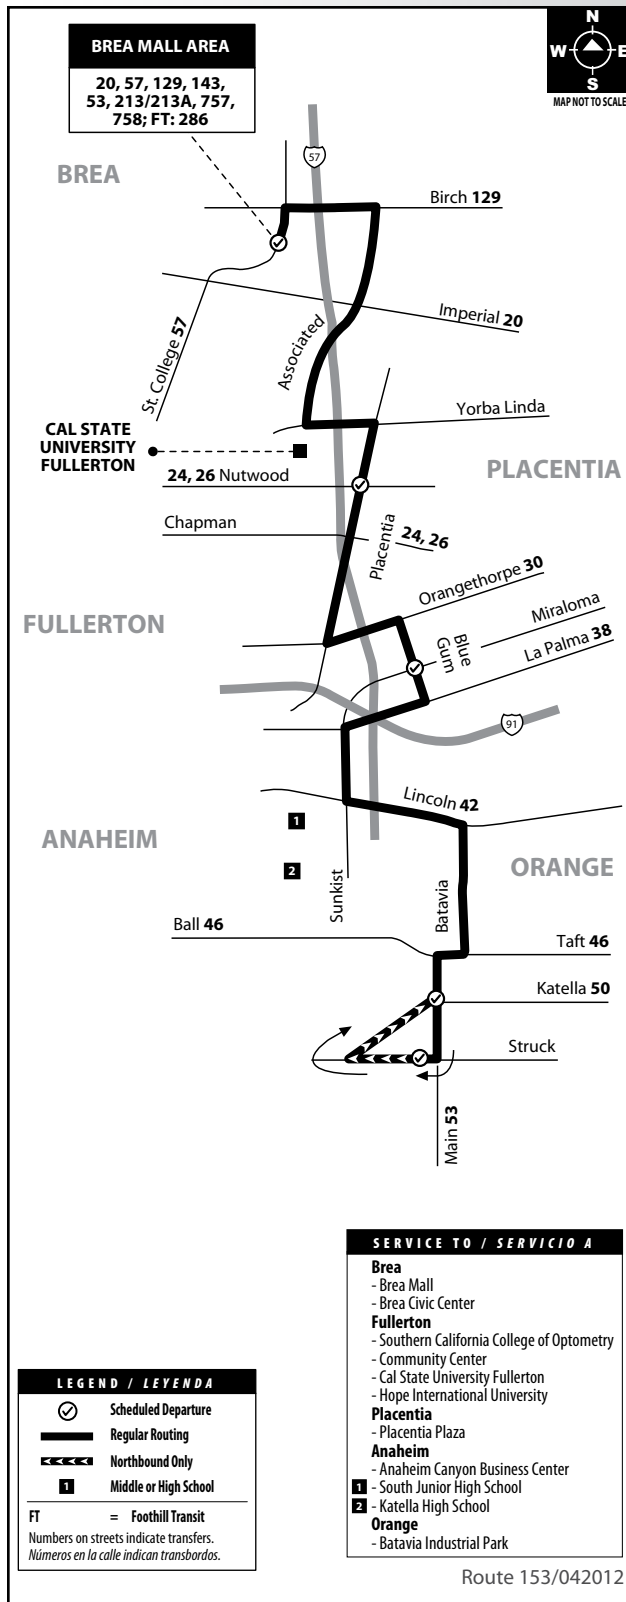 N
W
E
S
MAP NOT TO SCALE
BREA MALL AREA
20, 57, 129, 143,
53, 213/213A, 757,
758; FT: 286
BREA
57
Birch 129
Imperial 20
St. College 57
Associated
Yorba Linda
CAL STATE
UNIVERSITY
FULLERTON
PLACENTIA
24, 26 Nutwood
Chapman
Placentia
24, 26
Orangethorpe 30
FULLERTON
Miraloma
Blue
Gum
La Palma 38
91
Lincoln 42
1
ANAHEIM
2
ORANGE
Sunkist
Batavia
Ball 46
Taft 46
Katella 50
Struck
Main 53
SERVICE TO / SERVICIO A
Brea
- Brea Mall
- Brea Civic Center
Fullerton
- Southern California College of Optometry
- Community Center
- Cal State University Fullerton
- Hope International University
Placentia
- Placentia Plaza
Anaheim
- Anaheim Canyon Business Center
1 - South Junior High School
2 - Katella High School
Orange
- Batavia Industrial Park
LEGEND / LEYENDA
Scheduled Departure
Regular Routing
Northbound Only
1 Middle or High School
FT = Foothill Transit
Numbers on streets indicate transfers.
Números en la calle indican transbordos.
Route 153/042012